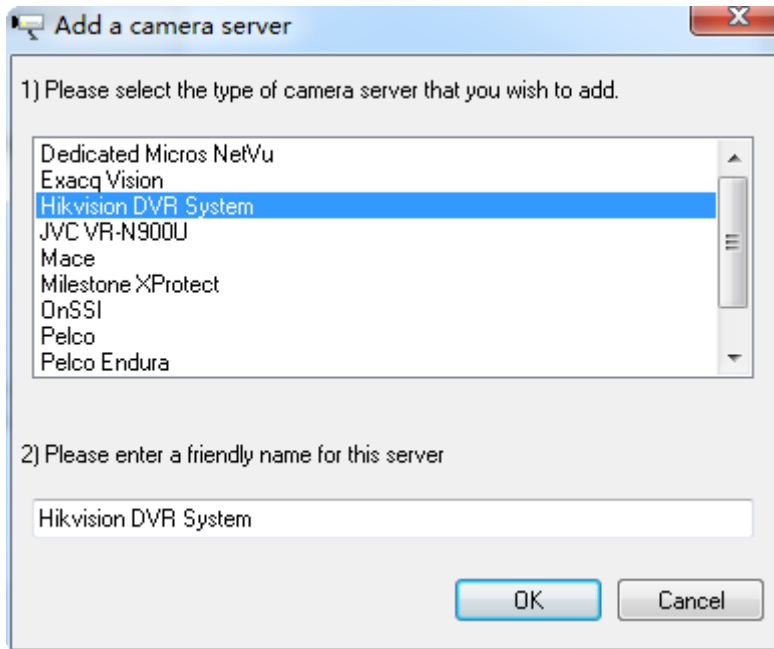 Add a camera server
1) Please select the type of camera server that you wish to add.
Dedicated Micros NetVu
Exacq Vision
Hikvision DVR System
JVC VR-N900U
Mace
Milestone XProtect
OnSSI
Pelco
Pelco Endura
2) Please enter a friendly name for this server
Hikvision DVR System
OK
Cancel